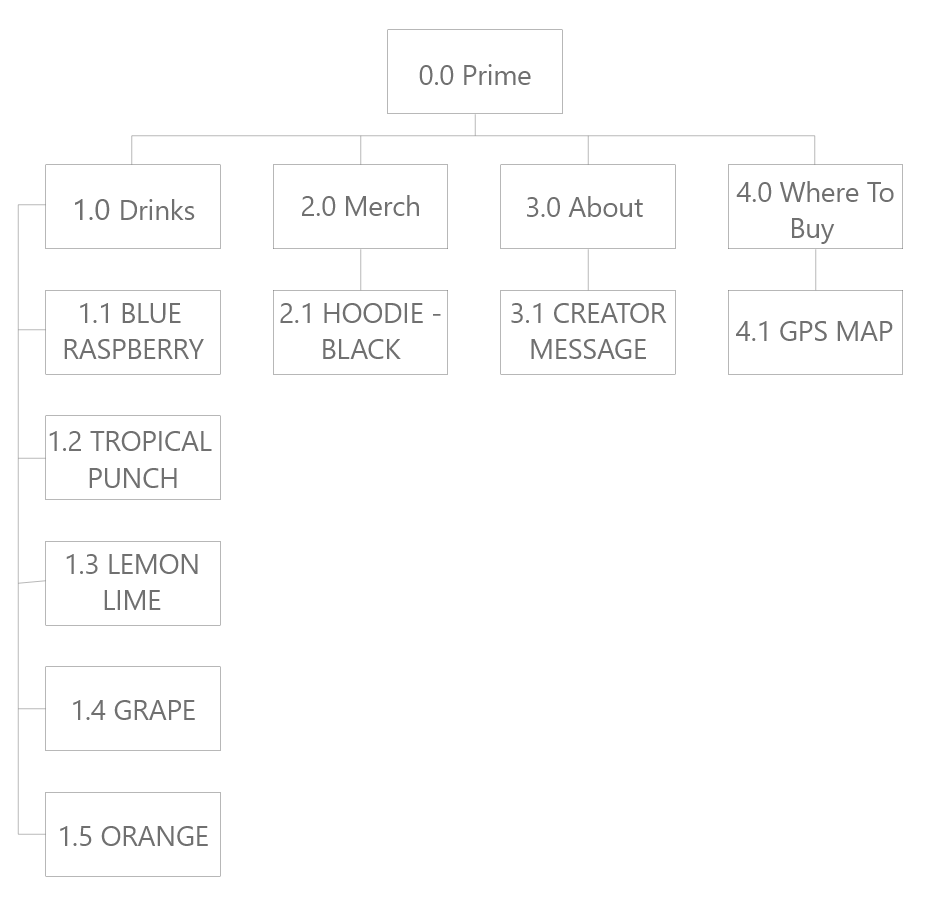 0.0 Prime
1.0 Drinks
2.0 Merch
3.0 About
4.0 Where To
Buy
1.1 BLUE
RASPBERRY
2.1 HOODIE -
BLACK
3.1 CREATOR
MESSAGE
4.1 GPS MAP
1.2 TROPICAL
PUNCH
1.3 LEMON
LIME
1.4 GRAPE
1.5 ORANGE